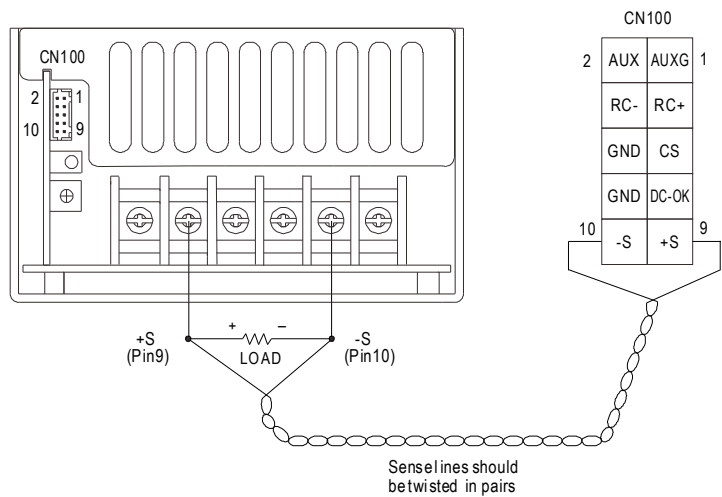 CN100
2 1
10 9
+S
(Pin9)
+ –
LOAD
-S
(Pin10)
CN100
2 AUX AUXG 1
RC- RC+
GND CS
GND DC-OK
10 -S +S 9
Sense lines should
be twisted in pairs